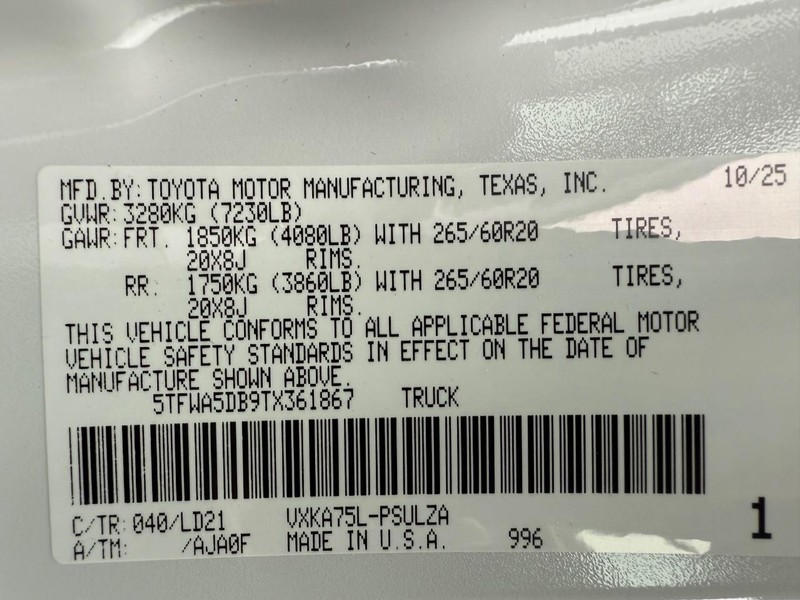 MFD.BY:TOYOTA MOTOR MANUFACTURING, TEXAS, INC. 10/25
GVWR:3280KG (7230LB)
GAWR:FRT. 1850KG (4080LB) WITH 265/60R20 TIRES,
20X8J RIMS.
RR: 1750KG (3860LB) WITH 265/60R20 TIRES,
20X8J RIMS.
THIS VEHICLE CONFORMS TO ALL APPLICABLE FEDERAL MOTOR
VEHICLE SAFETY STANDARDS IN EFFECT ON THE DATE OF
MANUFACTURE SHOWN ABOVE.
5TFWA5DB9TX361867 TRUCK
C/TR:040/LD21 VXKA75L-PSULZA
A/TM: /AJA0F MADE IN U.S.A. 996 1